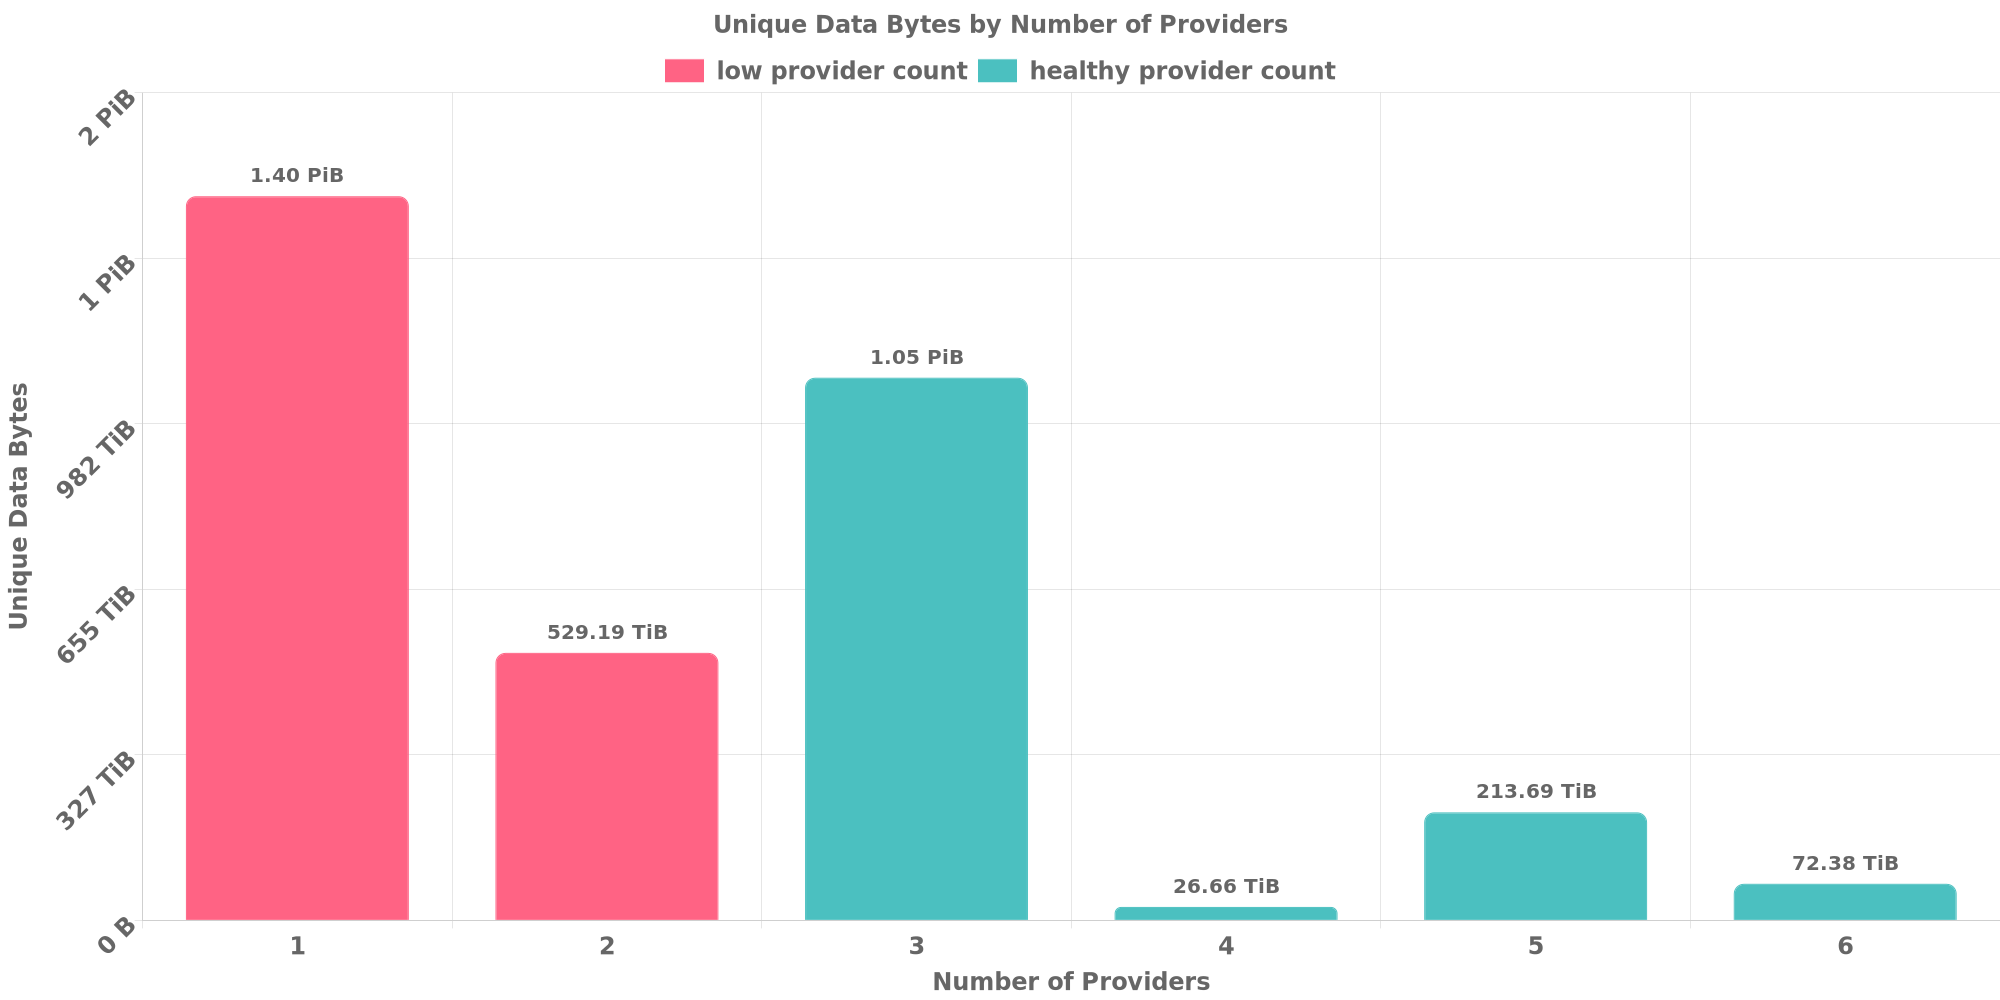 Unique Data Bytes by Number of Providers
low provider count healthy provider count
2 PiB
1 PiB
982 TiB
655 TiB
327 TiB
0 B
Unique Data Bytes
1.40 PiB
529.19 TiB
1.05 PiB
26.66 TiB
213.69 TiB
72.38 TiB
1 2 3 4 5 6
Number of Providers